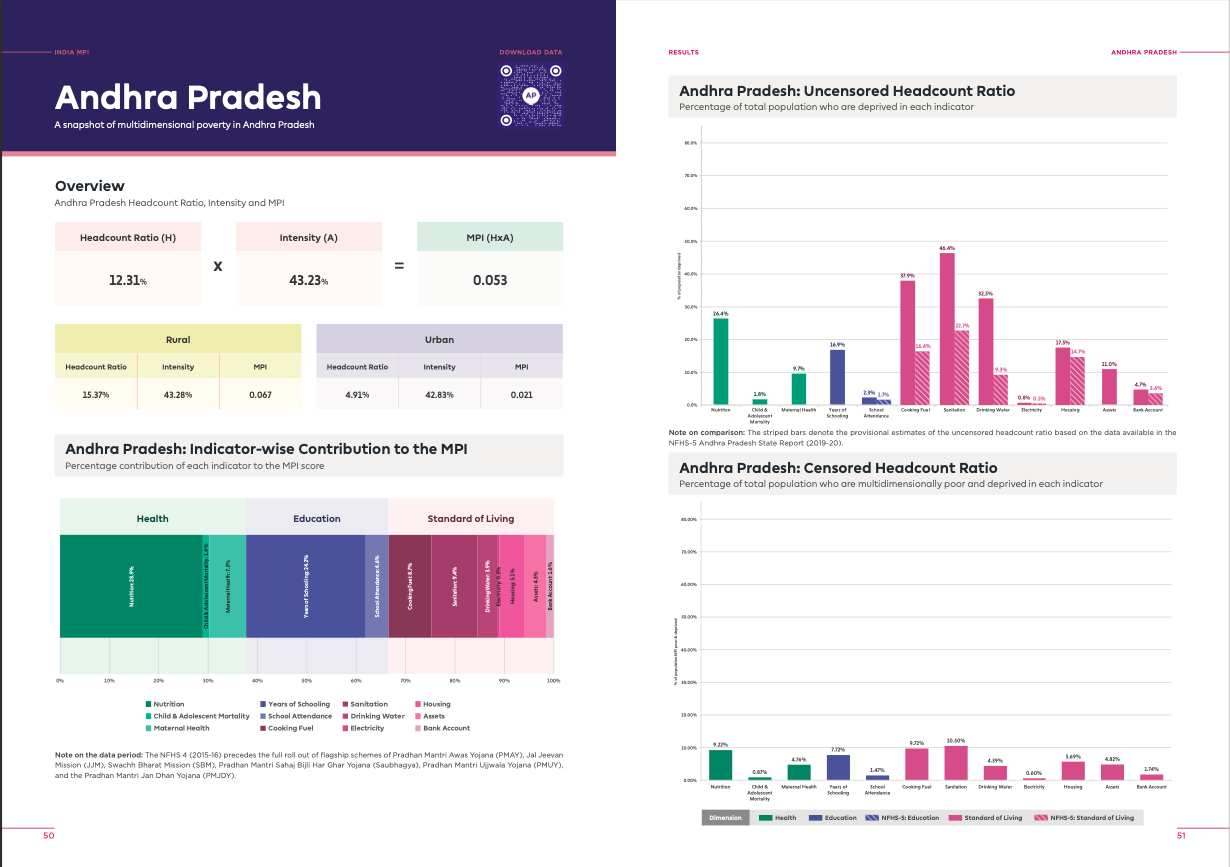 INDIA MPI
DOWNLOAD DATA
Andhra Pradesh
A snapshot of multidimensional poverty in Andhra Pradesh
AP
Overview
Andhra Pradesh Headcount Ratio, Intensity and MPI
Headcount Ratio (H)
12.31%
x
Intensity (A)
43.23%
=
MPI (HxA)
0.053
Rural
Headcount Ratio Intensity MPI
15.37% 43.28% 0.067
Urban
Headcount Ratio Intensity MPI
4.91% 42.83% 0.021
Andhra Pradesh: Indicator-wise Contribution to the MPI
Percentage contribution of each indicator to the MPI score
Health Education Standard of Living
Nutrition: 28.9%
Child & Adolescent Mortality: 1.4%
Maternal Health: 7.5%
Years of Schooling: 24.2%
School Attendance: 4.6%
Cooking Fuel: 8.7%
Sanitation: 9.4%
Drinking Water: 3.9%
Electricity: 0.5%
Housing: 5.1%
Assets: 4.3%
Bank Account: 1.6%
0% 10% 20% 30% 40% 50% 60% 70% 80% 90% 100%
Nutrition Years of Schooling Sanitation Housing
Child & Adolescent Mortality School Attendance Drinking Water Assets
Maternal Health Cooking Fuel Electricity Bank Account
Note on the data period: The NFHS 4 (2015-16) precedes the full roll out of flagship schemes of Pradhan Mantri Awas Yojana (PMAY), Jal Jeevan
Mission (JJM), Swachh Bharat Mission (SBM), Pradhan Mantri Sahaj Bijli Har Ghar Yojana (Saubhagya), Pradhan Mantri Ujjwala Yojana (PMUY),
and the Pradhan Mantri Jan Dhan Yojana (PMJDY).
50
RESULTS
ANDHRA PRADESH
Andhra Pradesh: Uncensored Headcount Ratio
Percentage of total population who are deprived in each indicator
% of population deprived
80.0%
70.0%
60.0%
50.0%
40.0%
30.0%
20.0%
10.0%
0.0%
26.4% 1.8% 9.7% 16.9% 2.3% 1.7% 37.9% 16.4% 46.4% 22.7% 32.5% 9.3% 0.8% 0.5% 17.5% 14.7% 11.0% 4.7% 3.6%
Nutrition
Child & Adolescent Mortality
Maternal Health
Years of Schooling
School Attendance
Cooking Fuel
Sanitation
Drinking Water
Electricity
Housing
Assets
Bank Account
Note on comparison: The striped bars denote the provisional estimates of the uncensored headcount ratio based on the data available in the
NFHS-5 Andhra Pradesh State Report (2019-20).
Andhra Pradesh: Censored Headcount Ratio
Percentage of total population who are multidimensionally poor and deprived in each indicator
% of population MPI poor & deprived
80.00%
70.00%
60.00%
50.00%
40.00%
30.00%
20.00%
10.00%
0.00%
9.22% 0.87% 4.76% 7.72% 1.47% 9.72% 10.50% 4.39% 0.60% 5.69% 4.82% 1.74%
Nutrition
Child & Adolescent Mortality
Maternal Health
Years of Schooling
School Attendance
Cooking Fuel
Sanitation
Drinking Water
Electricity
Housing
Assets
Bank Account
Dimension Health Education NFHS-5: Education Standard of Living NFHS-5: Standard of Living
51